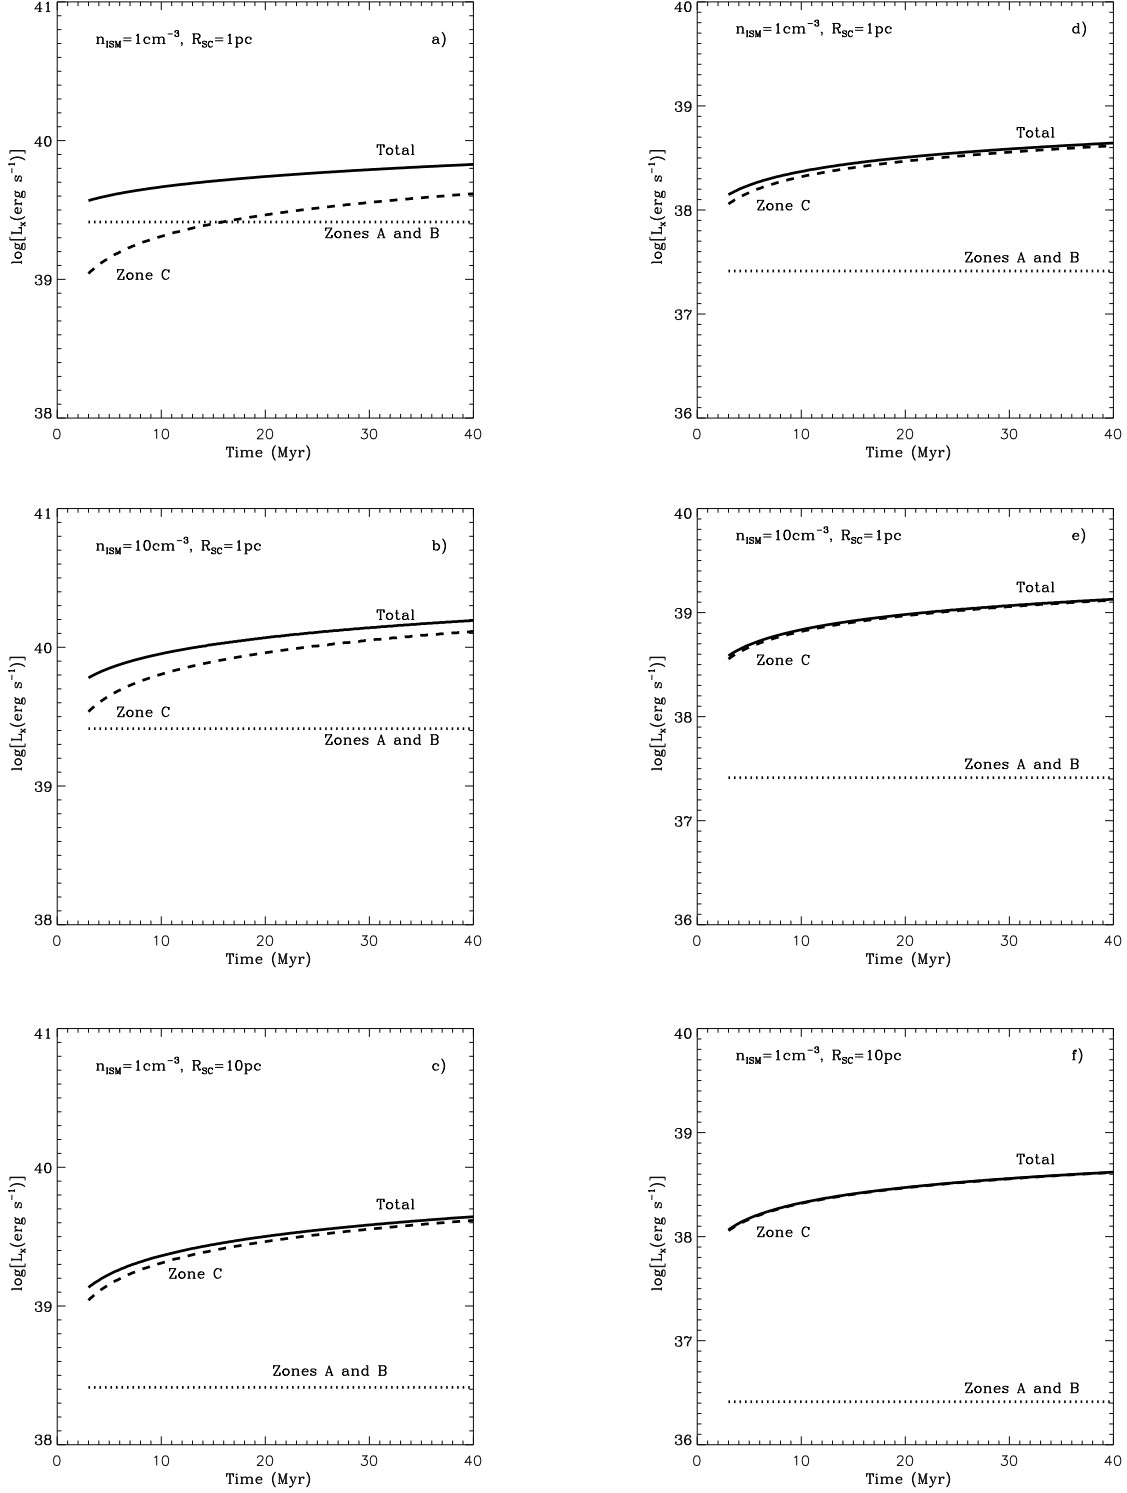 41
n_ISM=1cm⁻³, R_SC=1pc a)
40
Total
log[L_x(erg s⁻¹)]
Zones A and B
39
Zone C
38
0 10 20 30 40
Time (Myr)
40
n_ISM=1cm⁻³, R_SC=1pc d)
39
Total
log[L_x(erg s⁻¹)]
38
Zone C
Zones A and B
37
36
0 10 20 30 40
Time (Myr)
41
n_ISM=10cm⁻³, R_SC=1pc b)
Total
40
log[L_x(erg s⁻¹)]
Zone C
Zones A and B
39
38
0 10 20 30 40
Time (Myr)
40
n_ISM=10cm⁻³, R_SC=1pc e)
Total
39
log[L_x(erg s⁻¹)]
Zone C
38
Zones A and B
37
36
0 10 20 30 40
Time (Myr)
41
n_ISM=1cm⁻³, R_SC=10pc c)
40
Total
log[L_x(erg s⁻¹)]
Zone C
39
Zones A and B
38
0 10 20 30 40
Time (Myr)
40
n_ISM=1cm⁻³, R_SC=10pc f)
39
Total
log[L_x(erg s⁻¹)]
Zone C
38
37
Zones A and B
36
0 10 20 30 40
Time (Myr)